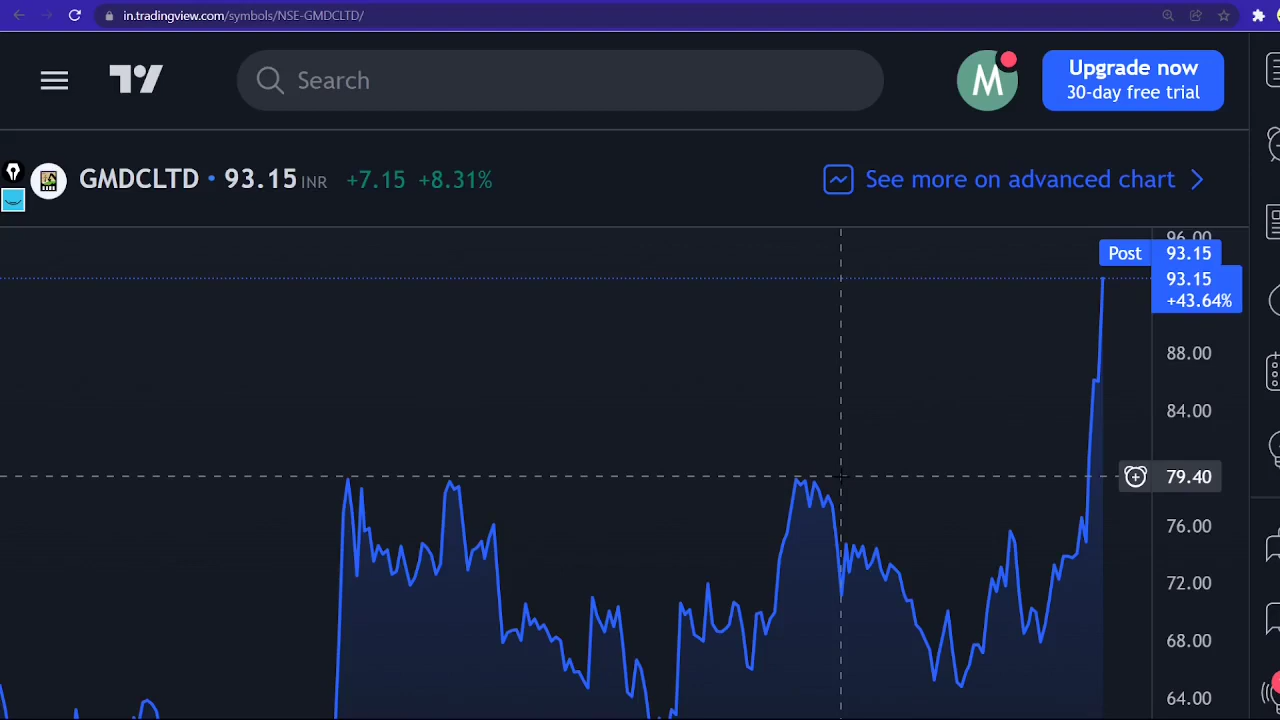 in.tradingview.com/symbols/NSE-GMDCLTD/
Search
M
Upgrade now
30-day free trial
GMDCLTD • 93.15 INR +7.15 +8.31%
See more on advanced chart
96.00
Post 93.15
93.15
+43.64%
88.00
84.00
79.40
76.00
72.00
68.00
64.00